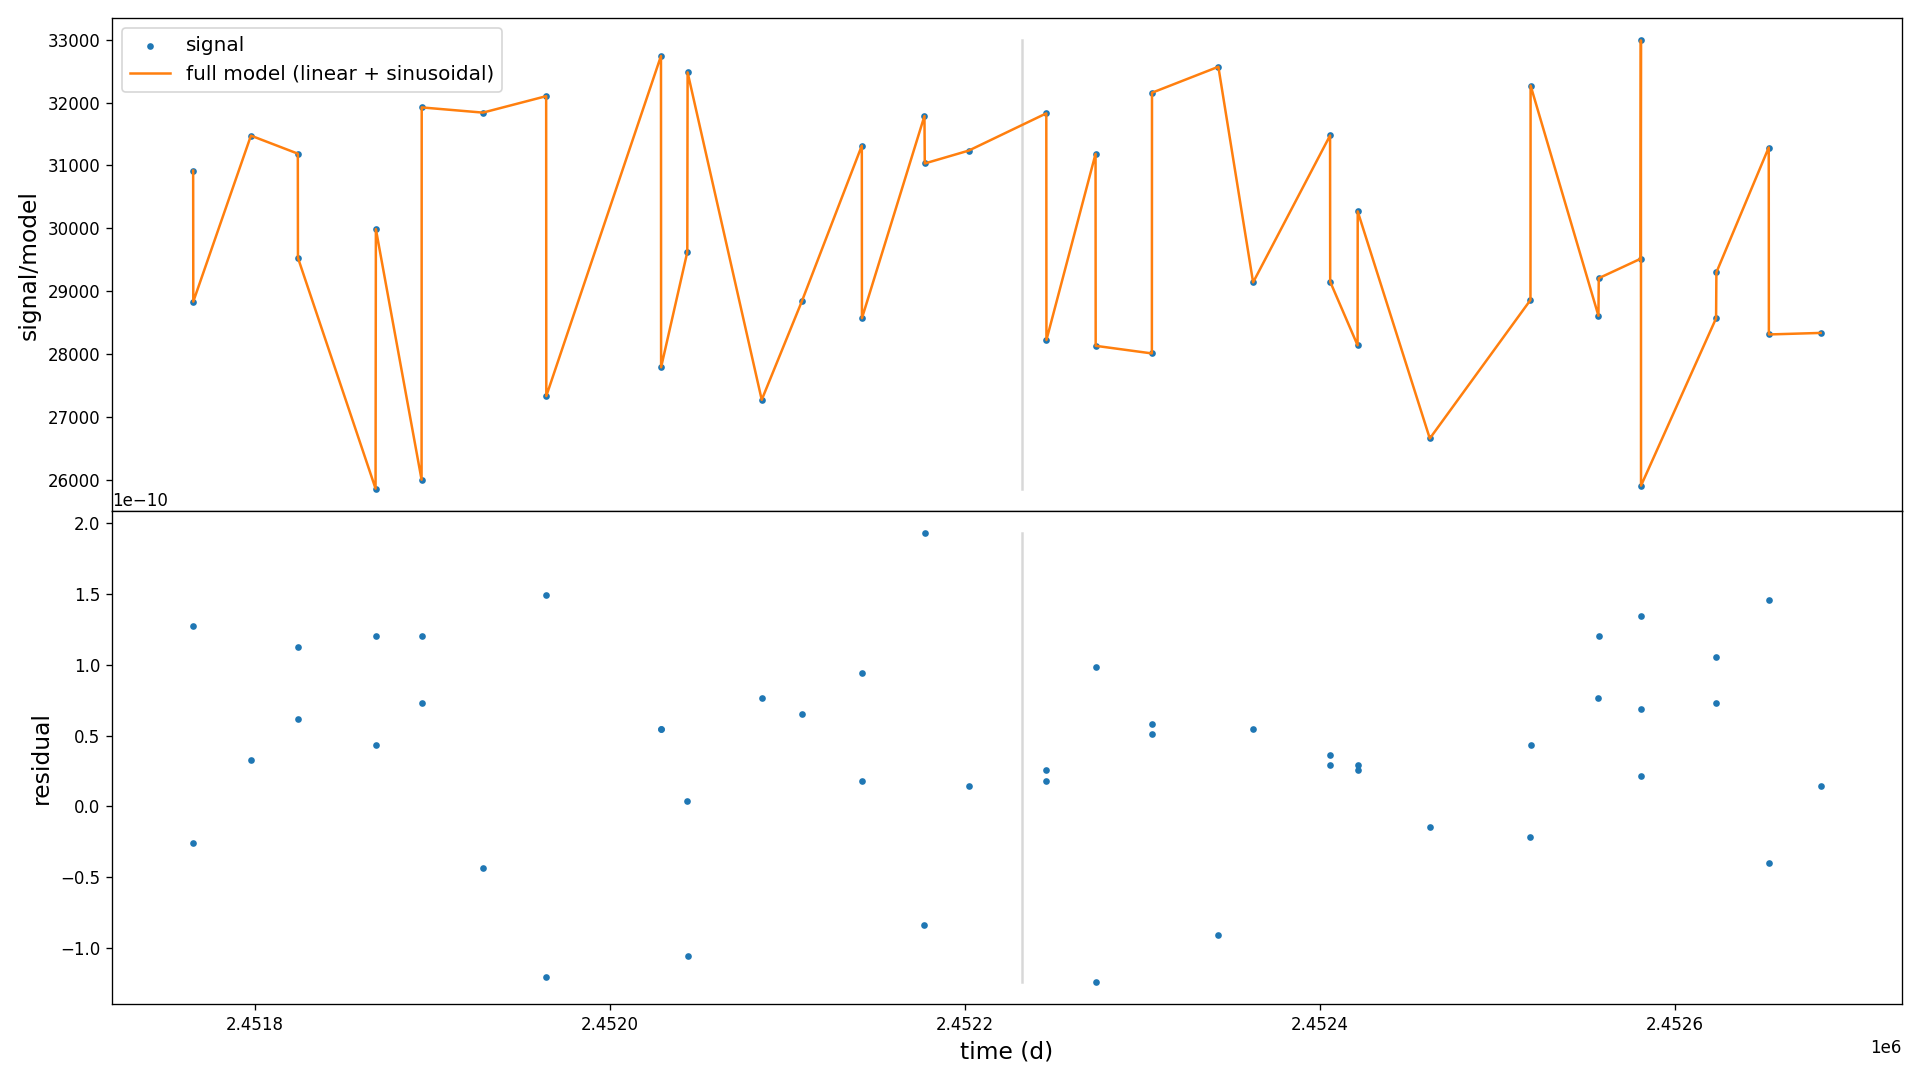 signal
full model (linear + sinusoidal)
33000
32000
31000
30000
29000
28000
27000
26000
signal/model
1e−10
2.0
1.5
1.0
0.5
0.0
−0.5
−1.0
residual
2.4518
2.4520
2.4522
2.4524
2.4526
1e6
time (d)